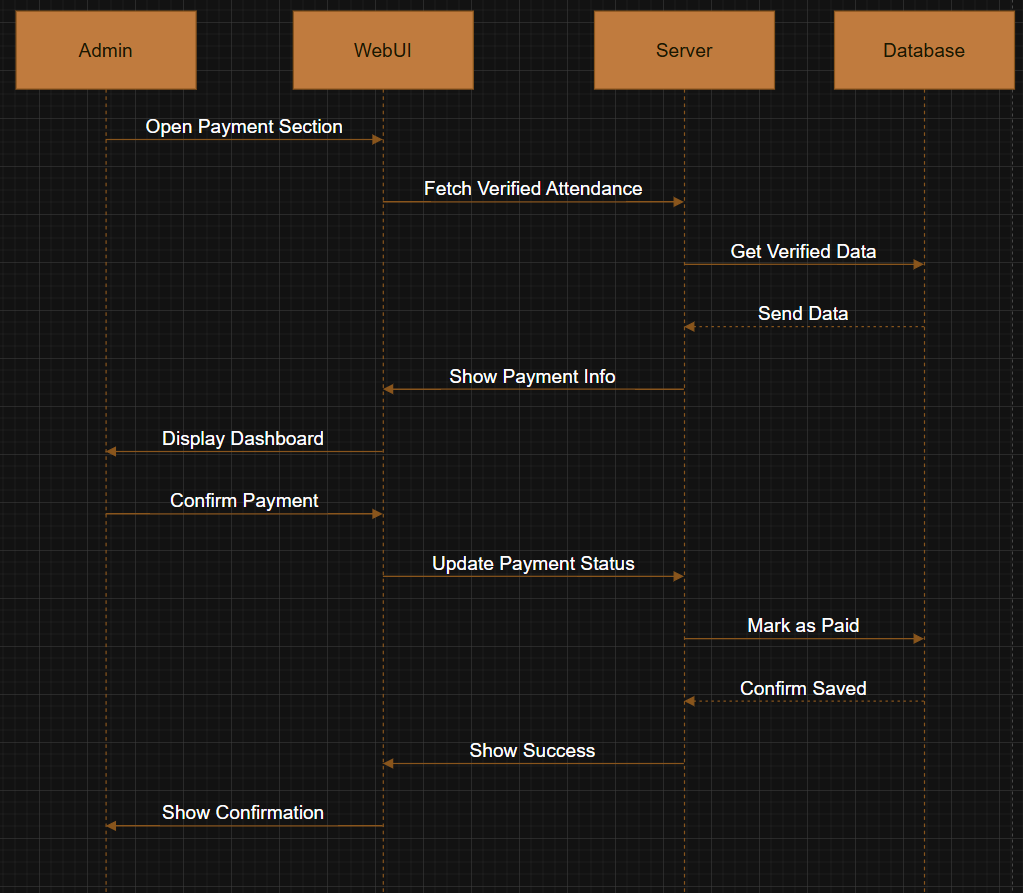 Admin
WebUI
Server
Database
Open Payment Section
Fetch Verified Attendance
Get Verified Data
Send Data
Show Payment Info
Display Dashboard
Confirm Payment
Update Payment Status
Mark as Paid
Confirm Saved
Show Success
Show Confirmation